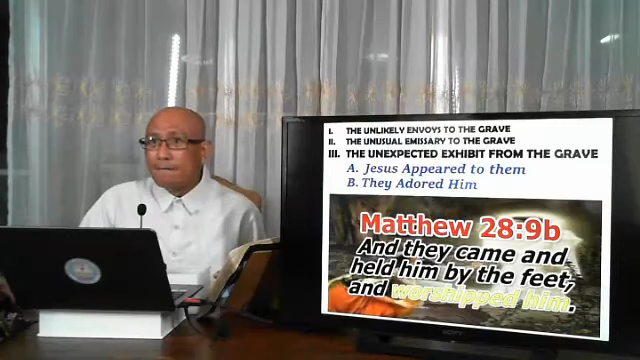 I. THE UNLIKELY ENVOYS TO THE GRAVE
II. THE UNUSUAL EMISSARY TO THE GRAVE
III. THE UNEXPECTED EXHIBIT FROM THE GRAVE
A. Jesus Appeared to them
B. They Adored Him
Matthew 28:9b
And they came and
held him by the feet,
and worshipped him.
SONY